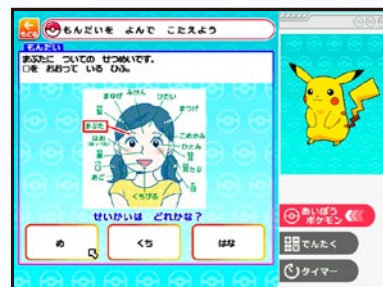 もどる
もんだいを よんで こたえよう
もんだい
まぶたに ついての せつめいです。
□を おおって いる ひふ。
まゆげ
みけん
ひたい
まつげ
まぶた
こめかみ
ひとみ
ほお
あご
くちびる
せいかいは どれかな？
め
くち
はな
あいぼう
ポケモン
でんたく
タイマー